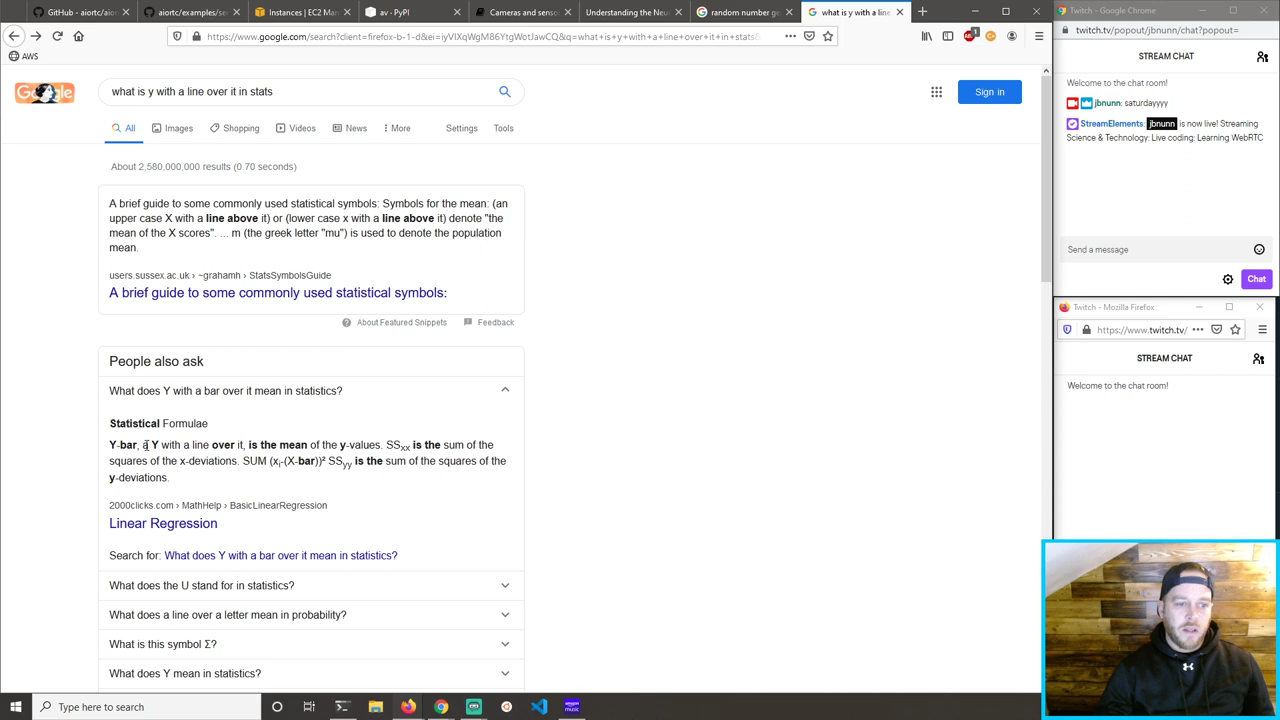 GitHub - aiortc/aior
aiortc/examples/ser
Instances | EC2 Man
av · PyPI
Cameras and sensor
Understanding the Neur
random number ge
what is y with a line
https://www.google.com/search?client=firefox-b-1-d&ei=iyVIXqWgM86YtgWotJawCQ&q=what+is+y+with+a+line+over+it+in+stats
AWS
Google
what is y with a line over it in stats
Sign in
All
Images
Shopping
Videos
News
More
Settings
Tools
About 2,580,000,000 results (0.70 seconds)
A brief guide to some commonly used statistical symbols: Symbols for the mean: (an
upper case X with a line above it) or (lower case x with a line above it) denote "the
mean of the X scores". ... m (the greek letter "mu") is used to denote the population
mean.
users.sussex.ac.uk › ~grahamh › StatsSymbolsGuide
A brief guide to some commonly used statistical symbols:
About Featured Snippets
Feedback
People also ask
What does Y with a bar over it mean in statistics?
Statistical Formulae
Y-bar, a Y with a line over it, is the mean of the y-values. SSxx is the sum of the
squares of the x-deviations. SUM (xi-(X-bar))² SSyy is the sum of the squares of the
y-deviations.
2000clicks.com › MathHelp › BasicLinearRegression
Linear Regression
Search for: What does Y with a bar over it mean in statistics?
What does the U stand for in statistics?
What does a line over a letter mean in probability?
What is this symbol Σ?
What does Y mean in statistics?
Type here to search
Twitch - Google Chrome
twitch.tv/popout/jbnunn/chat?popout=
STREAM CHAT
Welcome to the chat room!
jbnunn: saturdayyyy
StreamElements: jbnunn is now live! Streaming
Science & Technology: Live coding: Learning WebRTC
Send a message
Chat
Twitch - Mozilla Firefox
https://www.twitch.tv/
STREAM CHAT
Welcome to the chat room!